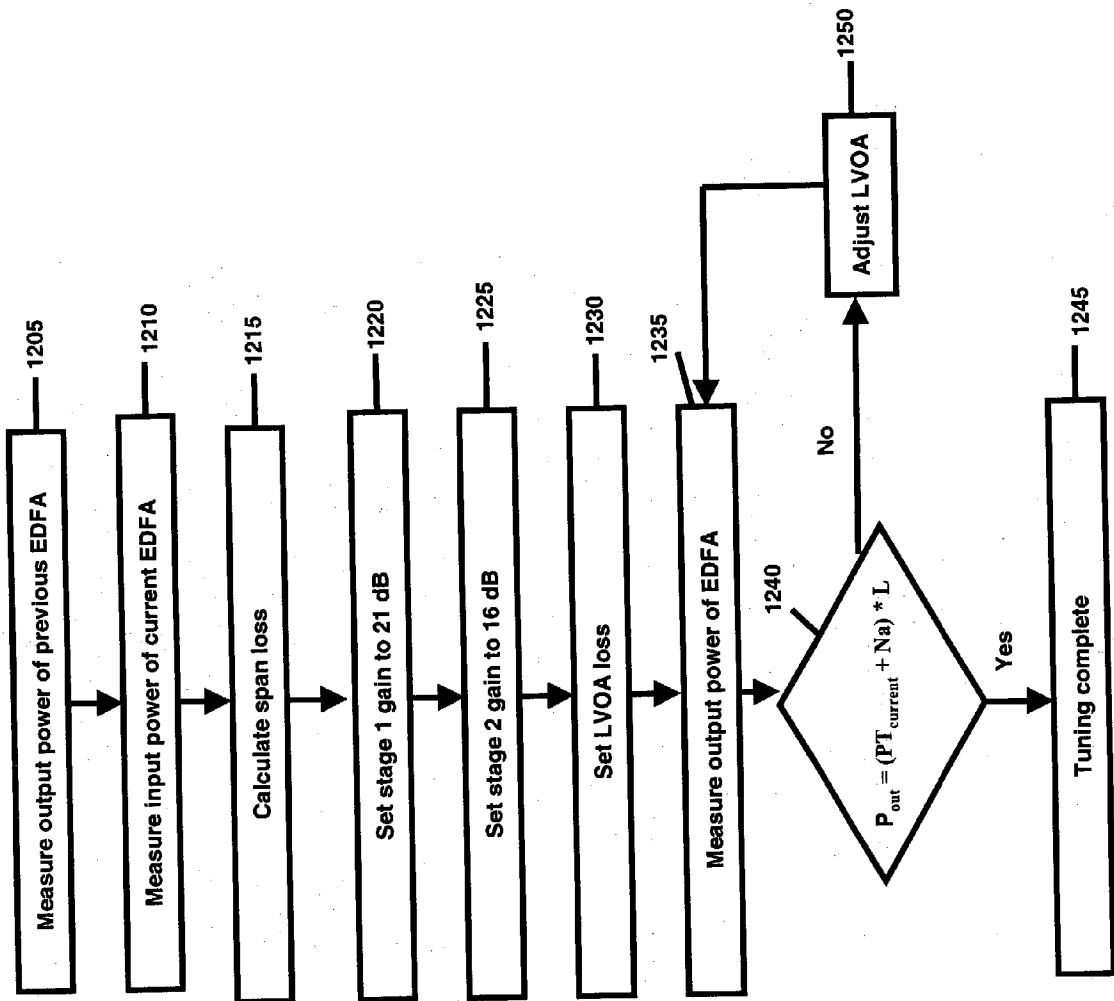 Measure output power of previous EDFA
1205
Measure input power of current EDFA
1210
Calculate span loss
1215
Set stage 1 gain to 21 dB
1220
Set stage 2 gain to 16 dB
1225
Set LVOA loss
1230
Measure output power of EDFA
1235
P_out = (PT_current + Na) * L
1240
No
Adjust LVOA
1250
Yes
Tuning complete
1245